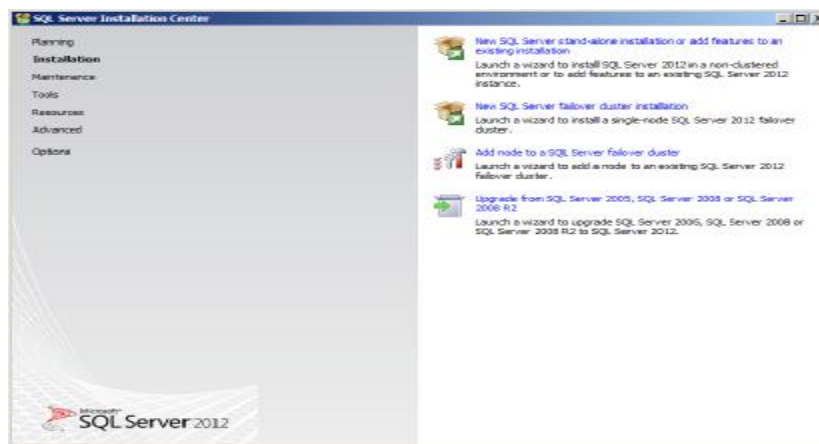 SQL Server Installation Center
Planning
Installation
Maintenance
Tools
Resources
Advanced
Options
New SQL Server stand-alone installation or add features to an
existing installation
Launch a wizard to install SQL Server 2012 in a non-clustered
environment or to add features to an existing SQL Server 2012
instance.
New SQL Server failover cluster installation
Launch a wizard to install a single-node SQL Server 2012 failover
cluster.
Add node to a SQL Server failover cluster
Launch a wizard to add a node to an existing SQL Server 2012
failover cluster.
Upgrade from SQL Server 2005, SQL Server 2008 or SQL Server
2008 R2
Launch a wizard to upgrade SQL Server 2005, SQL Server 2008 or
SQL Server 2008 R2 to SQL Server 2012.
Microsoft
SQL Server 2012